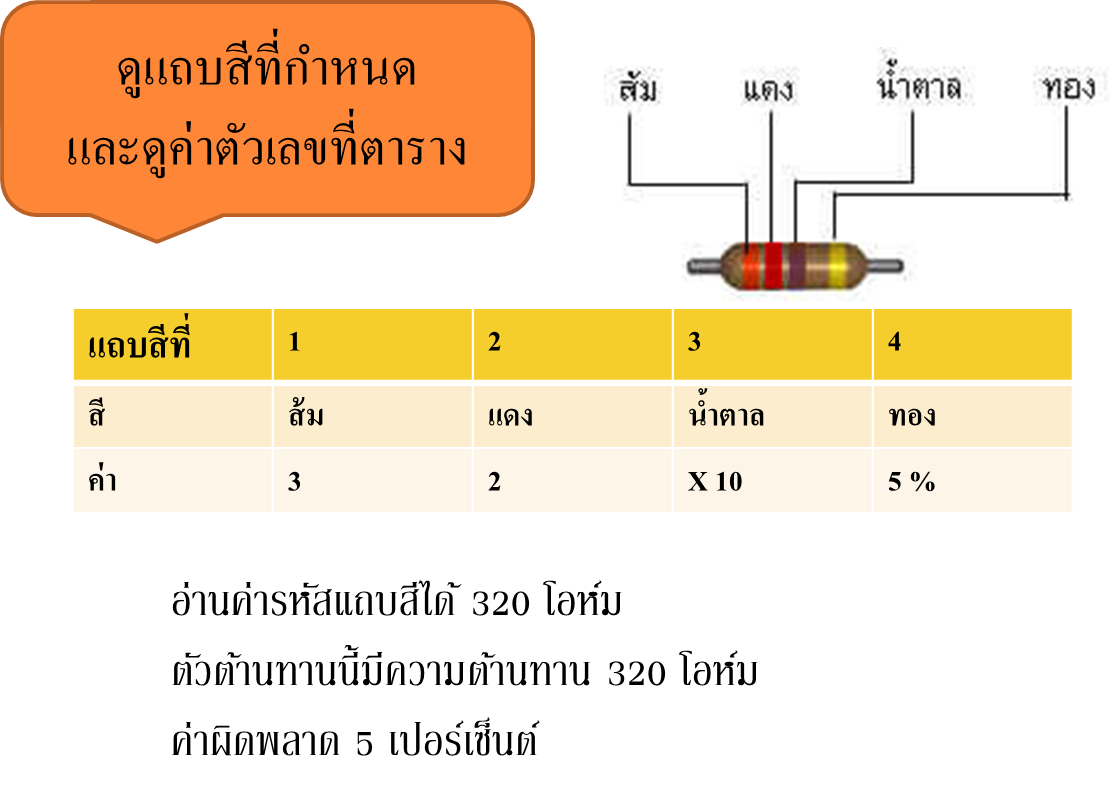 ดูแถบสีที่กำหนด
และดูค่าตัวเลขที่ตาราง
ส้ม แดง น้ำตาล ทอง
แถบสีที่ 1 2 3 4
สี ส้ม แดง น้ำตาล ทอง
ค่า 3 2 X 10 5 %
อ่านค่ารหัสแถบสีได้ 320 โอห์ม
ตัวต้านทานนี้มีความต้านทาน 320 โอห์ม
ค่าผิดพลาด 5 เปอร์เซ็นต์